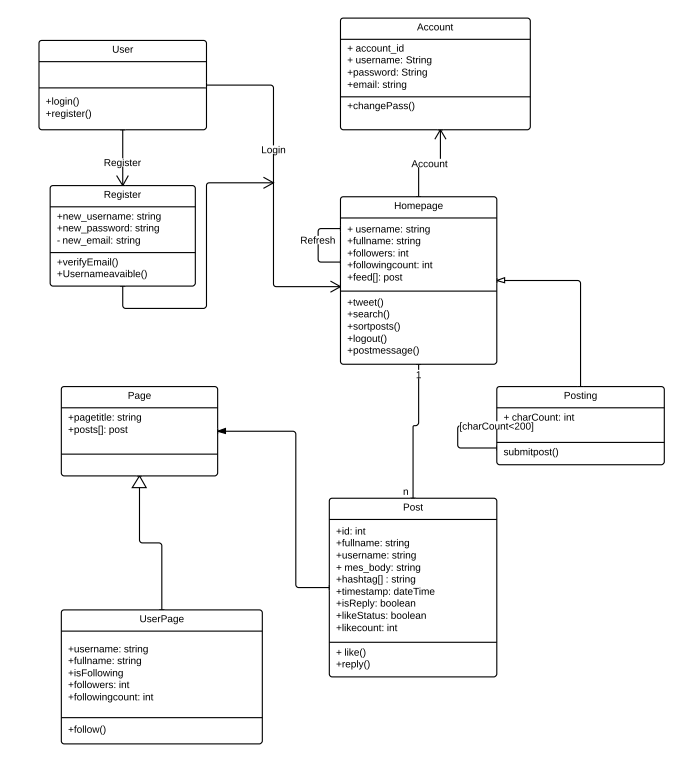 Account
+ account_id
+ username: String
+password: String
+email: string
+changePass()
User
+login()
+register()
Login
Register
Account
Register
+new_username: string
+new_password: string
- new_email: string
+verifyEmail()
+Usernameavaible()
Homepage
+ username: string
+fullname: string
+followers: int
+followingcount: int
+feed[]: post
Refresh
+tweet()
+search()
+sortposts()
+logout()
+postmessage()
1
Page
+pagetitle: string
+posts[]: post
Posting
+ charCount: int
[charCount<200]
submitpost()
n
Post
+id: int
+fullname: string
+username: string
+ mes_body: string
+hashtag[] : string
+timestamp: dateTime
+isReply: boolean
+likeStatus: boolean
+likecount: int
+ like()
+reply()
UserPage
+username: string
+fullname: string
+isFollowing
+followers: int
+followingcount: int
+follow()